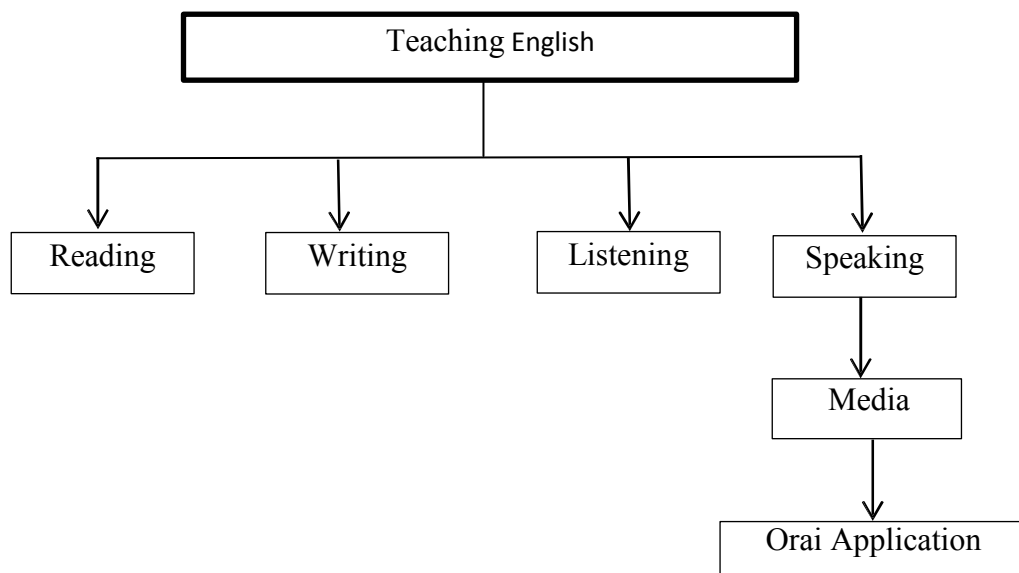 Teaching English
Reading Writing Listening Speaking
Media
Orai Application